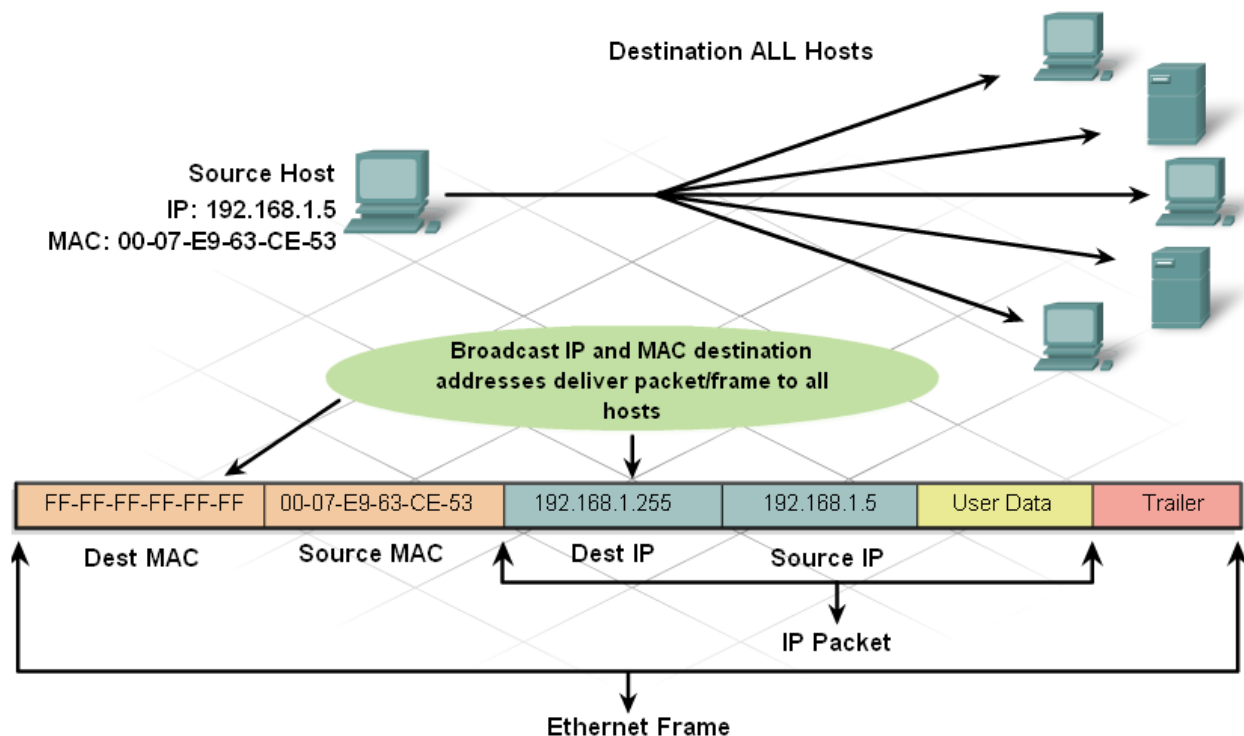 Destination ALL Hosts
Source Host
IP: 192.168.1.5
MAC: 00-07-E9-63-CE-53
Broadcast IP and MAC destination
addresses deliver packet/frame to all
hosts
FF-FF-FF-FF-FF-FF 00-07-E9-63-CE-53 192.168.1.255 192.168.1.5 User Data Trailer
Dest MAC Source MAC Dest IP Source IP
IP Packet
Ethernet Frame